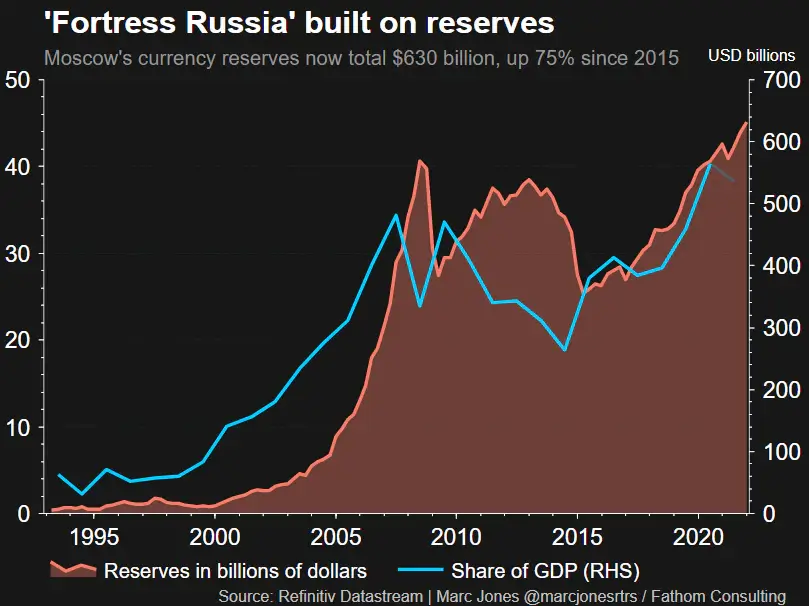 'Fortress Russia' built on reserves
Moscow's currency reserves now total $630 billion, up 75% since 2015
USD billions
50 700
600
40
500
30 400
300
20
200
10
100
0 0
1995 2000 2005 2010 2015 2020
Reserves in billions of dollars Share of GDP (RHS)
Source: Refinitiv Datastream | Marc Jones @marcjonesrtrs / Fathom Consulting